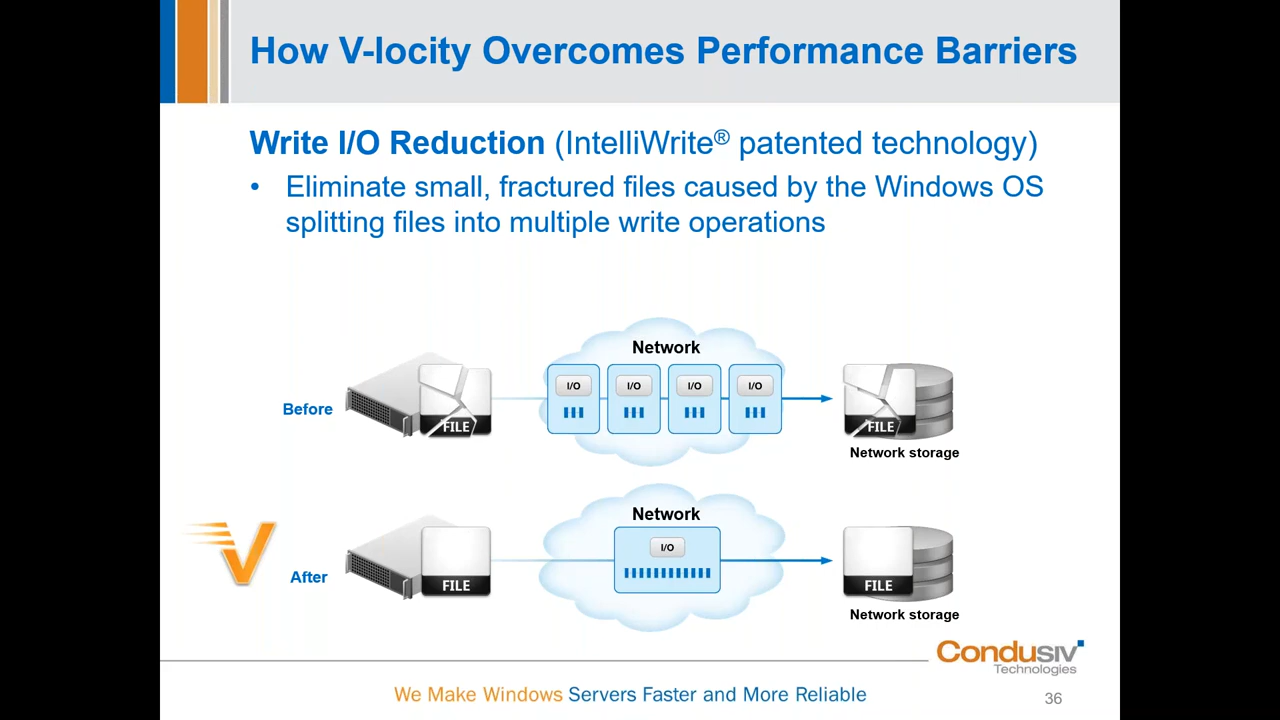 How V-locity Overcomes Performance Barriers
Write I/O Reduction (IntelliWrite® patented technology)
• Eliminate small, fractured files caused by the Windows OS
splitting files into multiple write operations
Network
I/O I/O I/O I/O
Before
FILE
FILE
Network storage
Network
I/O
V
After
FILE
FILE
Network storage
Condusiv
Technologies
We Make Windows Servers Faster and More Reliable
36